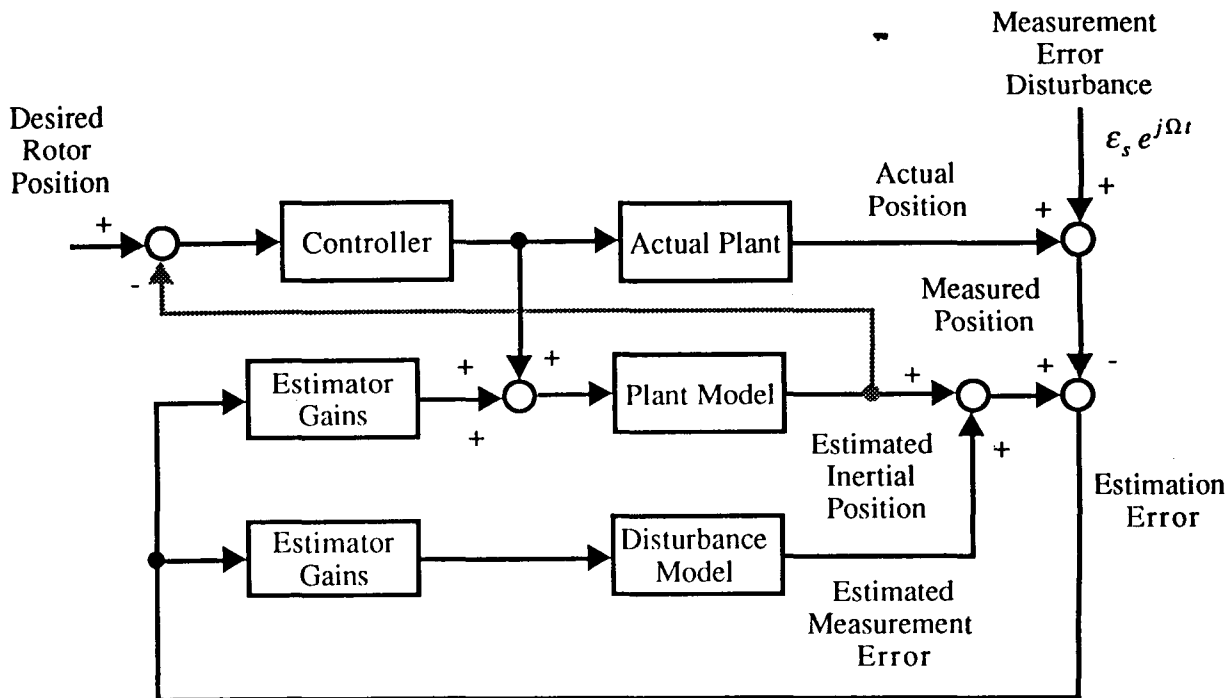 Measurement
Error
Disturbance
ε_s e^{jΩt}
Desired
Rotor
Position
+
-
Controller
Actual Plant
Actual
Position
+
+
Measured
Position
Estimator
Gains
+
+
+
Plant Model
+
+
+
-
Estimated
Inertial
Position
Estimation
Error
Estimator
Gains
Disturbance
Model
Estimated
Measurement
Error